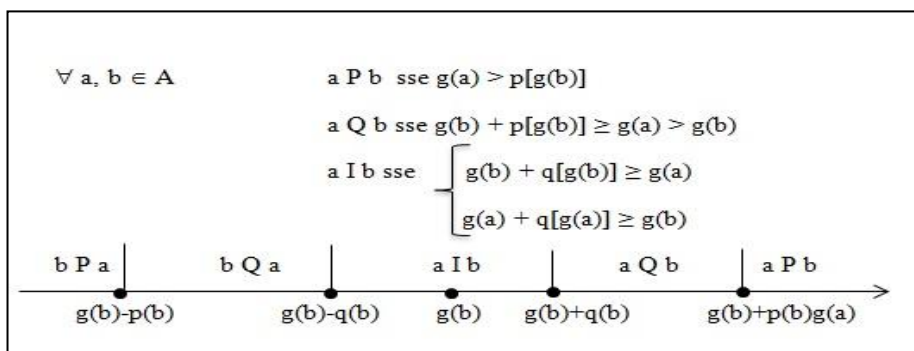 ∀ a, b ∈ A a P b sse g(a) > p[g(b)]
a Q b sse g(b) + p[g(b)] ≥ g(a) > g(b)
a I b sse g(b) + q[g(b)] ≥ g(a)
g(a) + q[g(a)] ≥ g(b)
b P a b Q a a I b a Q b a P b
g(b)-p(b) g(b)-q(b) g(b) g(b)+q(b) g(b)+p(b)g(a)